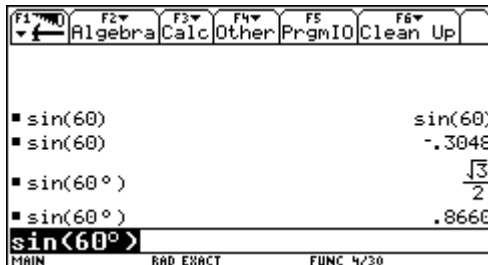 F1 F2 F3 F4 F5 F6
Algebra Calc Other PrgmIO Clean Up
sin(60) sin(60)
sin(60) -.3048
sin(60°) √3/2
sin(60°) .8660
sin(60°)
MAIN RAD EXACT FUNC 4/30